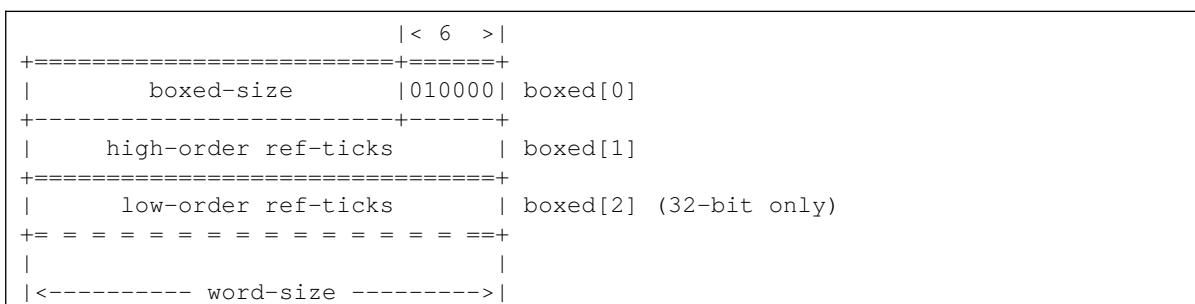 |< 6  >|
+=========================+======+
|        boxed-size       |010000| boxed[0]
+-------------------------+------+
|     high-order ref-ticks       | boxed[1]
+================================+
|      low-order ref-ticks       | boxed[2] (32-bit only)
+= = = = = = = = = = = = = = = ==+
|                                |
|<---------- word-size --------->|